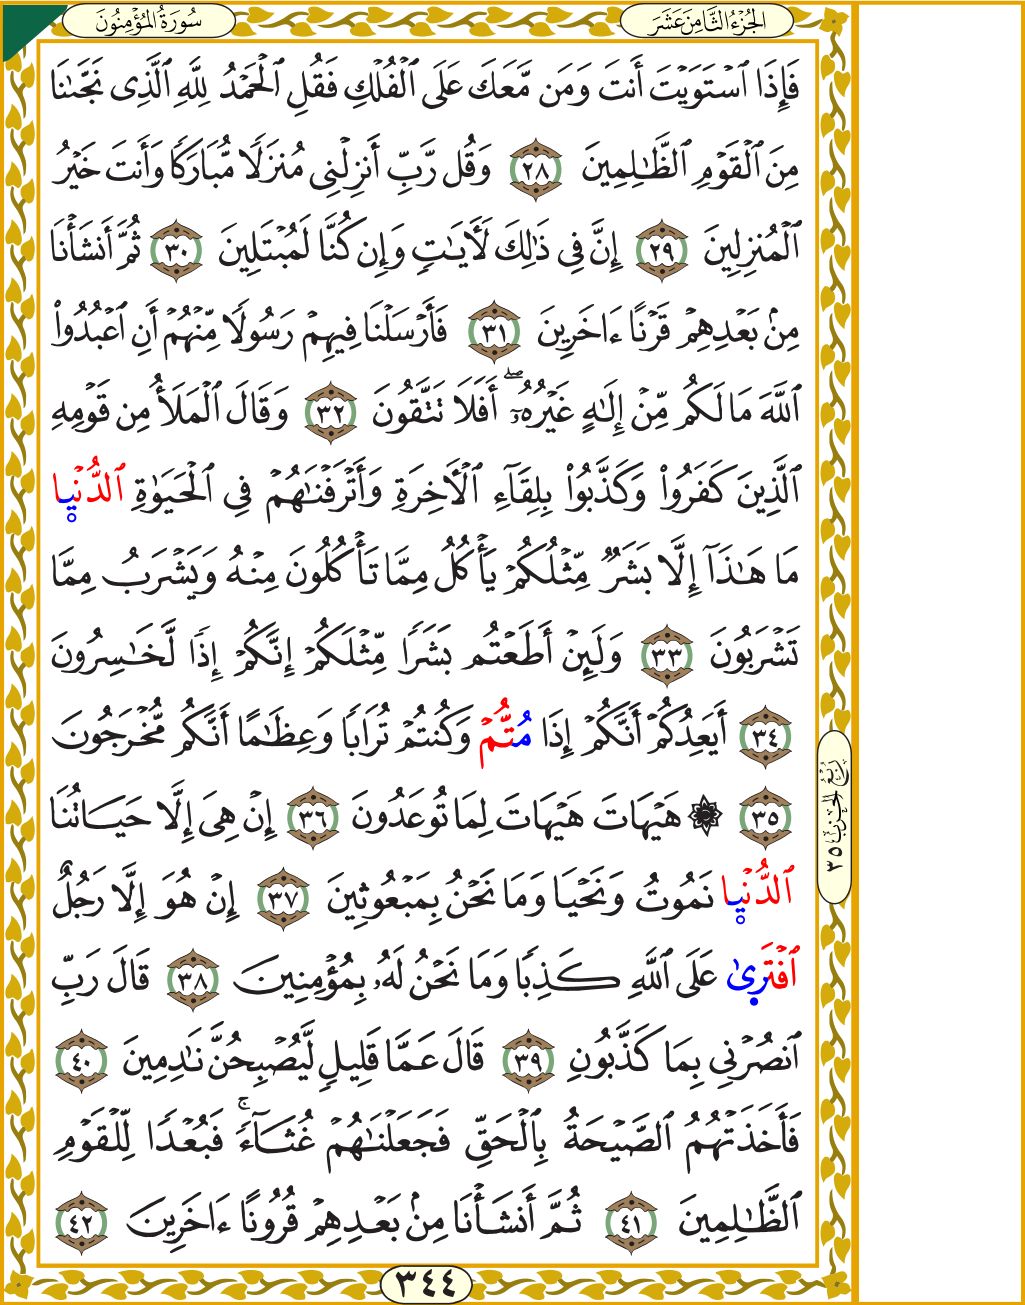 سُورَةُ المُؤْمِنُونَ
الجُزْءُ الثَّامِنَ عَشَرَ
فَإِذَا ٱسْتَوَيْتَ أَنتَ وَمَن مَّعَكَ عَلَى ٱلْفُلْكِ فَقُلِ ٱلْحَمْدُ لِلَّهِ ٱلَّذِى نَجَّىٰنَا
مِنَ ٱلْقَوْمِ ٱلظَّٰلِمِينَ ٢٨ وَقُل رَّبِّ أَنزِلْنِى مُنزَلًا مُّبَارَكًا وَأَنتَ خَيْرُ
ٱلْمُنزِلِينَ ٢٩ إِنَّ فِى ذَٰلِكَ لَأَيَٰتٍ وَإِن كُنَّا لَمُبْتَلِينَ ٣٠ ثُمَّ أَنشَأْنَا
مِنۢ بَعْدِهِمْ قَرْنًا ءَاخَرِينَ ٣١ فَأَرْسَلْنَا فِيهِمْ رَسُولًا مِّنْهُمْ أَنِ ٱعْبُدُوا۟
ٱللَّهَ مَا لَكُم مِّنْ إِلَٰهٍ غَيْرُهُۥٓ ۖ أَفَلَا تَتَّقُونَ ٣٢ وَقَالَ ٱلْمَلَأُ مِن قَوْمِهِ
ٱلَّذِينَ كَفَرُوا۟ وَكَذَّبُوا۟ بِلِقَآءِ ٱلْأَخِرَةِ وَأَتْرَفْنَٰهُمْ فِى ٱلْحَيَوٰةِ ٱلدُّنْيا
مَا هَٰذَآ إِلَّا بَشَرٌ مِّثْلُكُمْ يَأْكُلُ مِمَّا تَأْكُلُونَ مِنْهُ وَيَشْرَبُ مِمَّا
تَشْرَبُونَ ٣٣ وَلَئِنْ أَطَعْتُم بَشَرًا مِّثْلَكُمْ إِنَّكُمْ إِذًا لَّخَٰسِرُونَ
٣٤ أَيَعِدُكُمْ أَنَّكُمْ إِذَا مُتُّمْ وَكُنتُمْ تُرَابًا وَعِظَٰمًا أَنَّكُم مُّخْرَجُونَ
٣٥ ۞ هَيْهَاتَ هَيْهَاتَ لِمَا تُوعَدُونَ ٣٦ إِنْ هِىَ إِلَّا حَيَاتُنَا
ٱلدُّنْيا نَمُوتُ وَنَحْيَا وَمَا نَحْنُ بِمَبْعُوثِينَ ٣٧ إِنْ هُوَ إِلَّا رَجُلٌ
ٱفْتَرِىٰ عَلَى ٱللَّهِ كَذِبًا وَمَا نَحْنُ لَهُۥ بِمُؤْمِنِينَ ٣٨ قَالَ رَبِّ
ٱنصُرْنِى بِمَا كَذَّبُونِ ٣٩ قَالَ عَمَّا قَلِيلٍ لَّيُصْبِحُنَّ نَٰدِمِينَ ٤٠
فَأَخَذَتْهُمُ ٱلصَّيْحَةُ بِٱلْحَقِّ فَجَعَلْنَٰهُمْ غُثَآءً ۚ فَبُعْدًا لِّلْقَوْمِ
ٱلظَّٰلِمِينَ ٤١ ثُمَّ أَنشَأْنَا مِنۢ بَعْدِهِمْ قُرُونًا ءَاخَرِينَ ٤٢
رُبْعُ الحِزْبِ ٣٥
٣٤٤